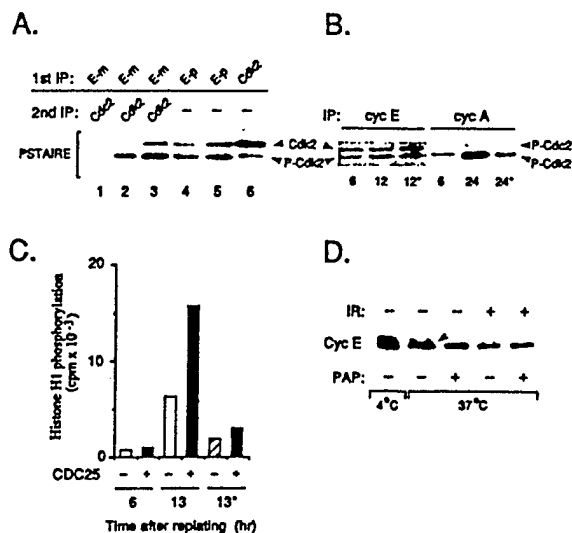 A.
1st IP: E-m E-m E-m E-p E-p Cdk2
2nd IP: Cdc2 Cdk2 Cdk2 – – –
PSTAIRE
Cdk2
P-Cdk2
1 2 3 4 5 6
B.
IP: cyc E cyc A
P-Cdc2
P-Cdk2
6 12 12* 6 24 24*
C.
Histone H1 phosphorylation
(cpm x 10⁻³)
20
10
0
CDC25 – + – + – +
6 13 13*
Time after replating (hr)
D.
IR: – – – + +
Cyc E
PAP: – – + – +
4°C 37°C